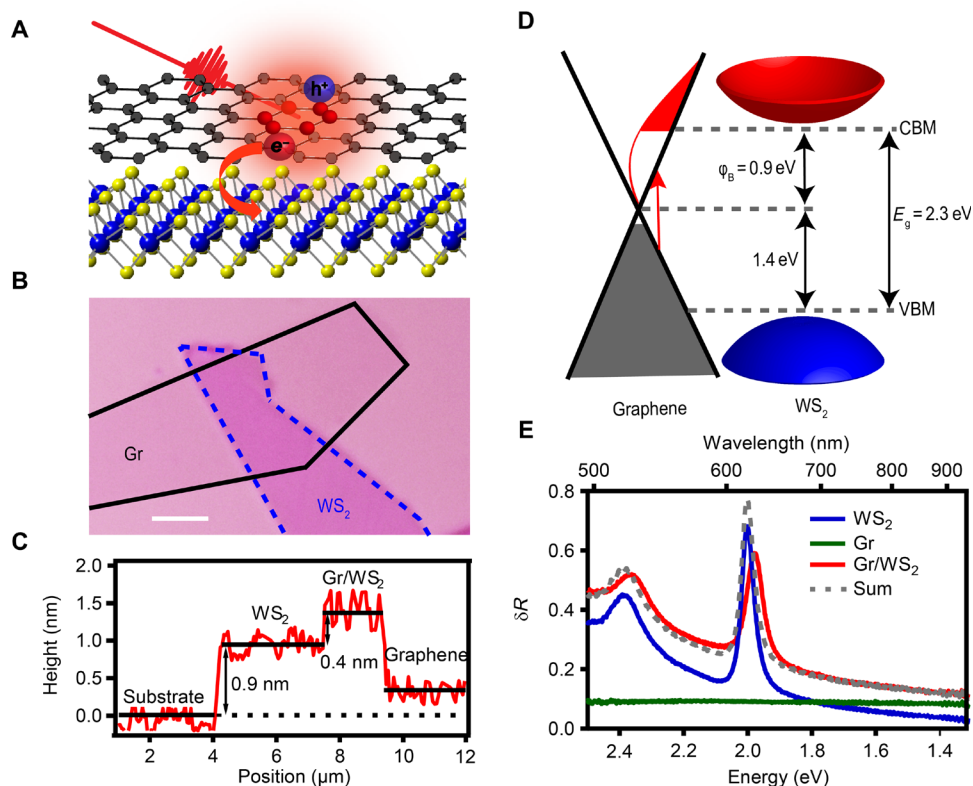 A
h⁺
e⁻
B
Gr
WS₂
C
Height (nm)
2.0
1.5
1.0
0.5
0.0
Substrate
WS₂
Gr/WS₂
Graphene
0.9 nm
0.4 nm
2 4 6 8 10 12
Position (µm)
D
CBM
φB = 0.9 eV
Eg = 2.3 eV
1.4 eV
VBM
Graphene
WS₂
E
Wavelength (nm)
500 600 700 800 900
0.8
0.6
0.4
0.2
0.0
δR
WS₂
Gr
Gr/WS₂
Sum
2.4 2.2 2.0 1.8 1.6 1.4
Energy (eV)